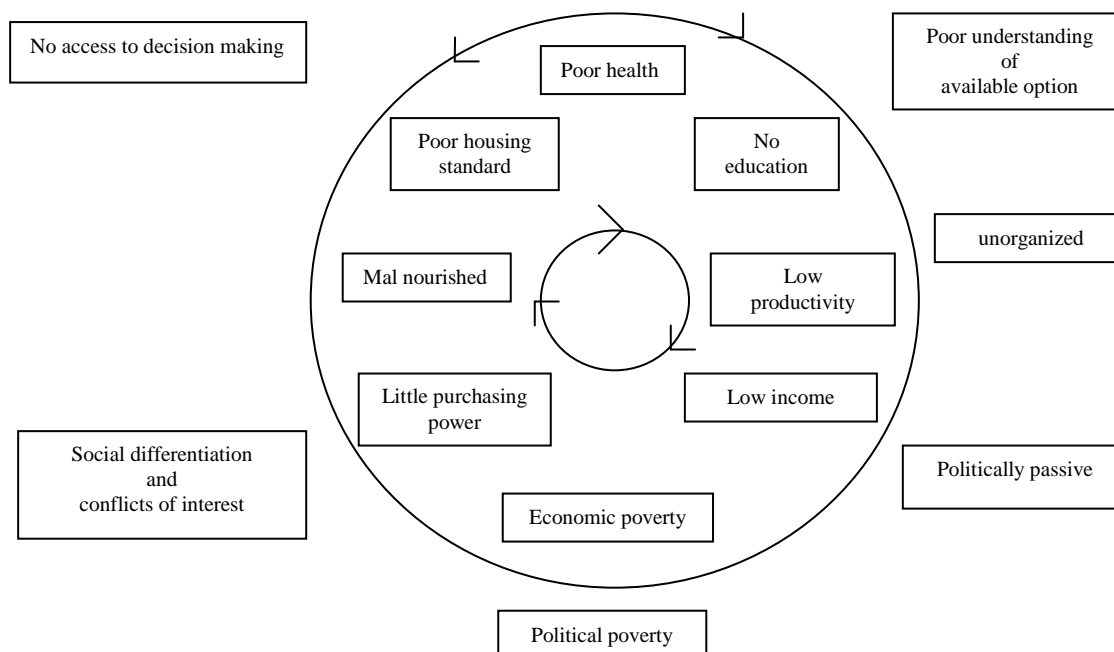 No access to decision making
Poor understanding
of
available option
Poor health
Poor housing
standard
No
education
unorganized
Mal nourished
Low
productivity
Little purchasing
power
Low income
Social differentiation
and
conflicts of interest
Politically passive
Economic poverty
Political poverty